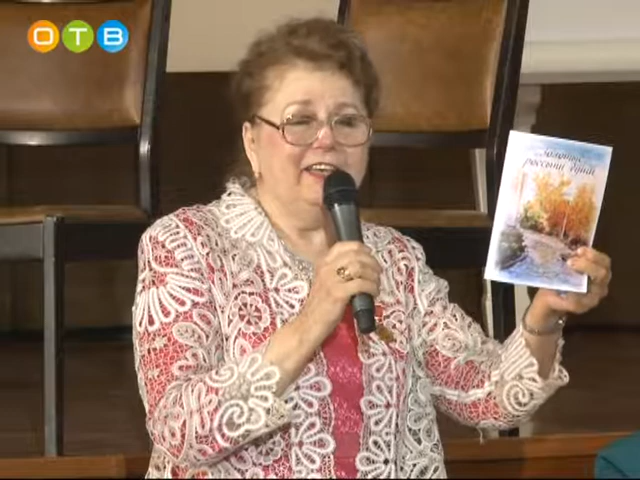 ОТВ
Золотые
россыпи души